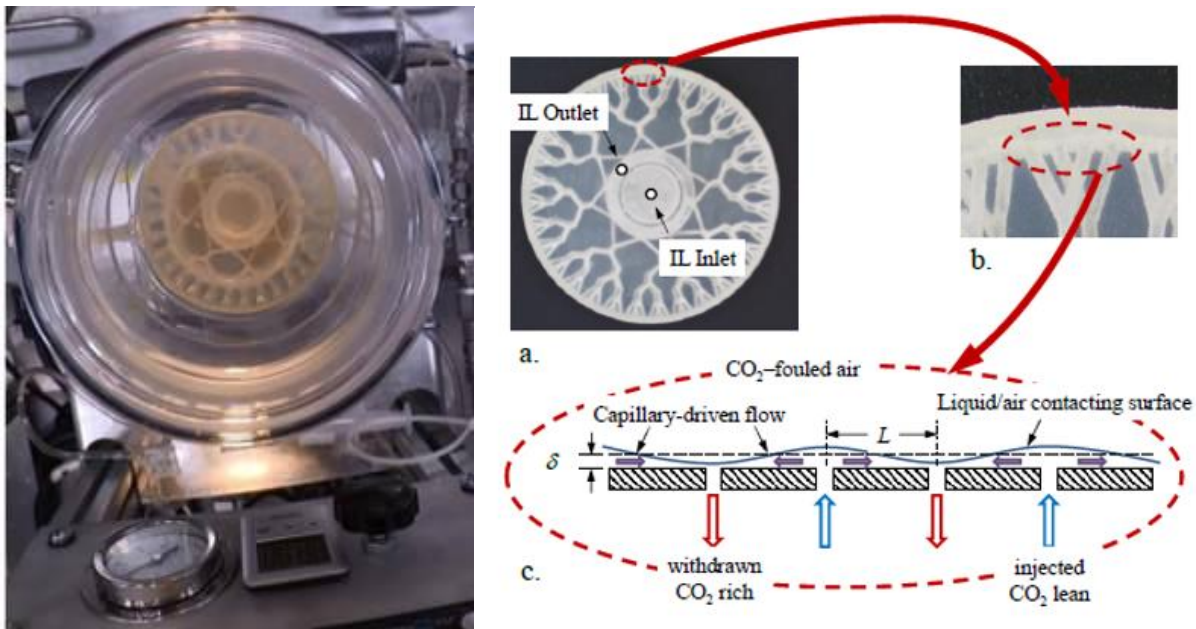 IL Outlet
IL Inlet
a.
b.
CO₂–fouled air
Capillary-driven flow
Liquid/air contacting surface
L
δ
withdrawn
CO₂ rich
injected
CO₂ lean
c.